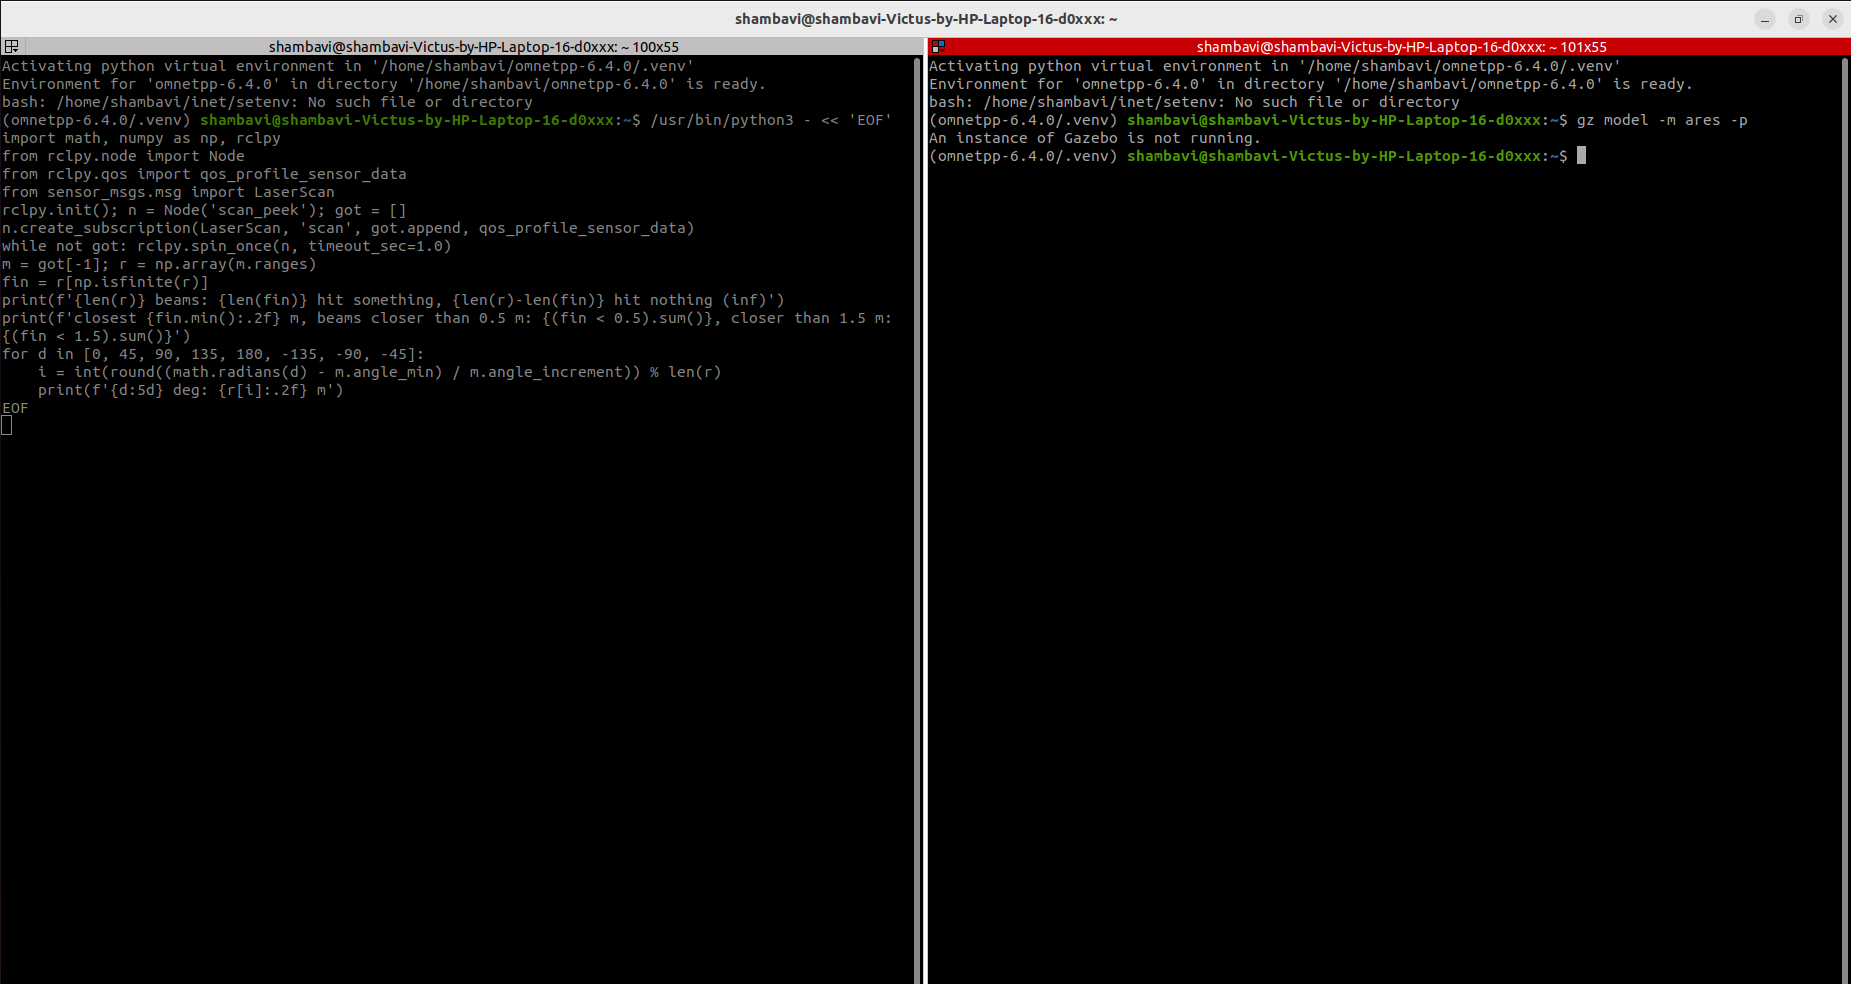 shambavi@shambavi-Victus-by-HP-Laptop-16-d0xxx: ~
shambavi@shambavi-Victus-by-HP-Laptop-16-d0xxx: ~ 100x55
Activating python virtual environment in '/home/shambavi/omnetpp-6.4.0/.venv'
Environment for 'omnetpp-6.4.0' in directory '/home/shambavi/omnetpp-6.4.0' is ready.
bash: /home/shambavi/inet/setenv: No such file or directory
(omnetpp-6.4.0/.venv) shambavi@shambavi-Victus-by-HP-Laptop-16-d0xxx:~$ /usr/bin/python3 - << 'EOF'
import math, numpy as np, rclpy
from rclpy.node import Node
from rclpy.qos import qos_profile_sensor_data
from sensor_msgs.msg import LaserScan
rclpy.init(); n = Node('scan_peek'); got = []
n.create_subscription(LaserScan, 'scan', got.append, qos_profile_sensor_data)
while not got: rclpy.spin_once(n, timeout_sec=1.0)
m = got[-1]; r = np.array(m.ranges)
fin = r[np.isfinite(r)]
print(f'{len(r)} beams: {len(fin)} hit something, {len(r)-len(fin)} hit nothing (inf)')
print(f'closest {fin.min():.2f} m, beams closer than 0.5 m: {(fin < 0.5).sum()}, closer than 1.5 m:
{(fin < 1.5).sum()}')
for d in [0, 45, 90, 135, 180, -135, -90, -45]:
    i = int(round((math.radians(d) - m.angle_min) / m.angle_increment)) % len(r)
    print(f'{d:5d} deg: {r[i]:.2f} m')
EOF
shambavi@shambavi-Victus-by-HP-Laptop-16-d0xxx: ~ 101x55
Activating python virtual environment in '/home/shambavi/omnetpp-6.4.0/.venv'
Environment for 'omnetpp-6.4.0' in directory '/home/shambavi/omnetpp-6.4.0' is ready.
bash: /home/shambavi/inet/setenv: No such file or directory
(omnetpp-6.4.0/.venv) shambavi@shambavi-Victus-by-HP-Laptop-16-d0xxx:~$ gz model -m ares -p
An instance of Gazebo is not running.
(omnetpp-6.4.0/.venv) shambavi@shambavi-Victus-by-HP-Laptop-16-d0xxx:~$